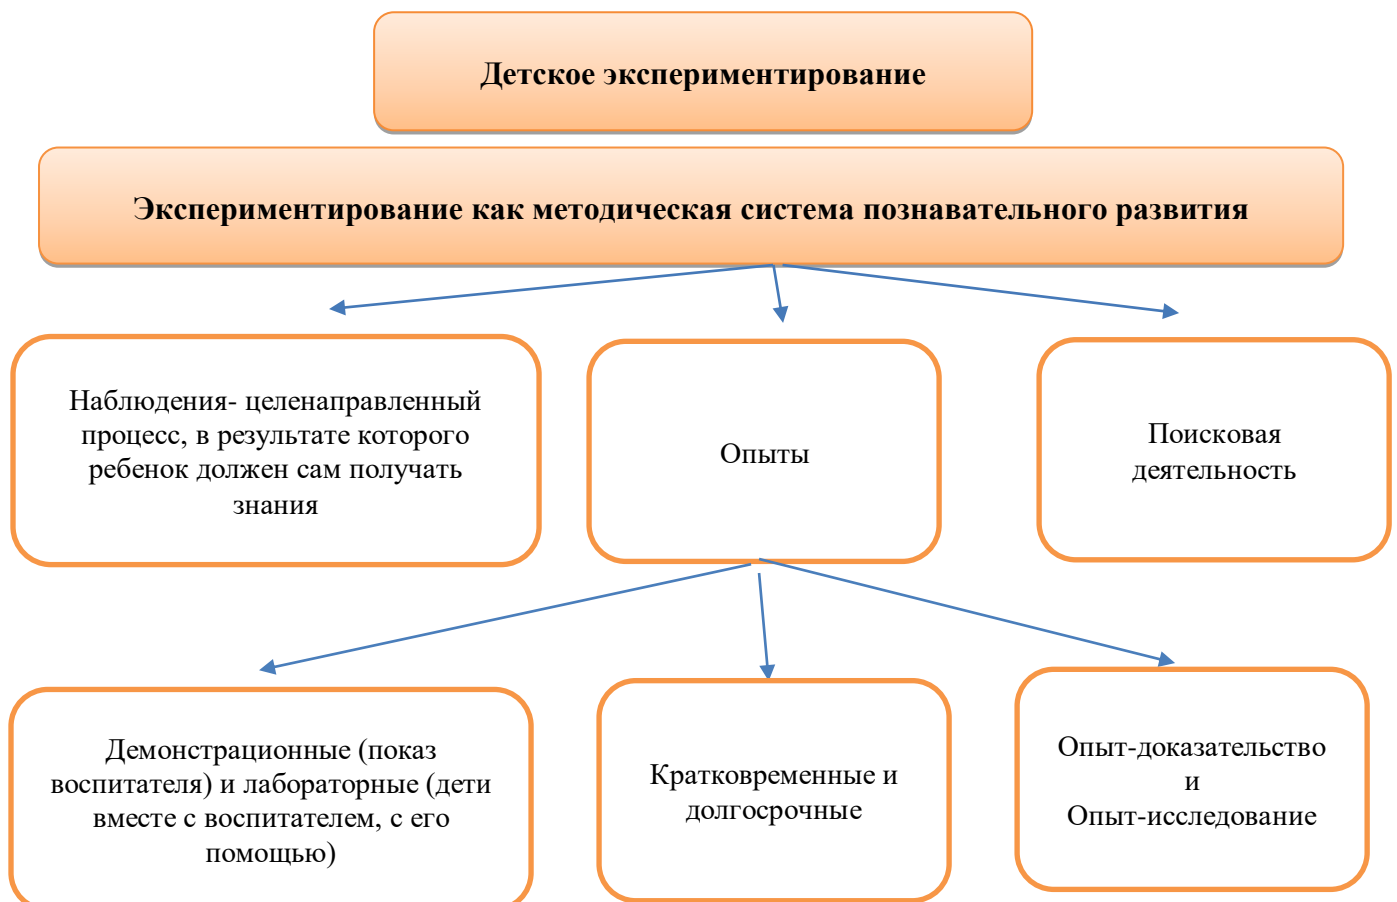 Детское экспериментирование
Экспериментирование как методическая система познавательного развития
Наблюдения- целенаправленный
процесс, в результате которого
ребенок должен сам получать
знания
Опыты
Поисковая
деятельность
Демонстрационные (показ
воспитателя) и лабораторные (дети
вместе с воспитателем, с его
помощью)
Кратковременные и
долгосрочные
Опыт-доказательство
и
Опыт-исследование